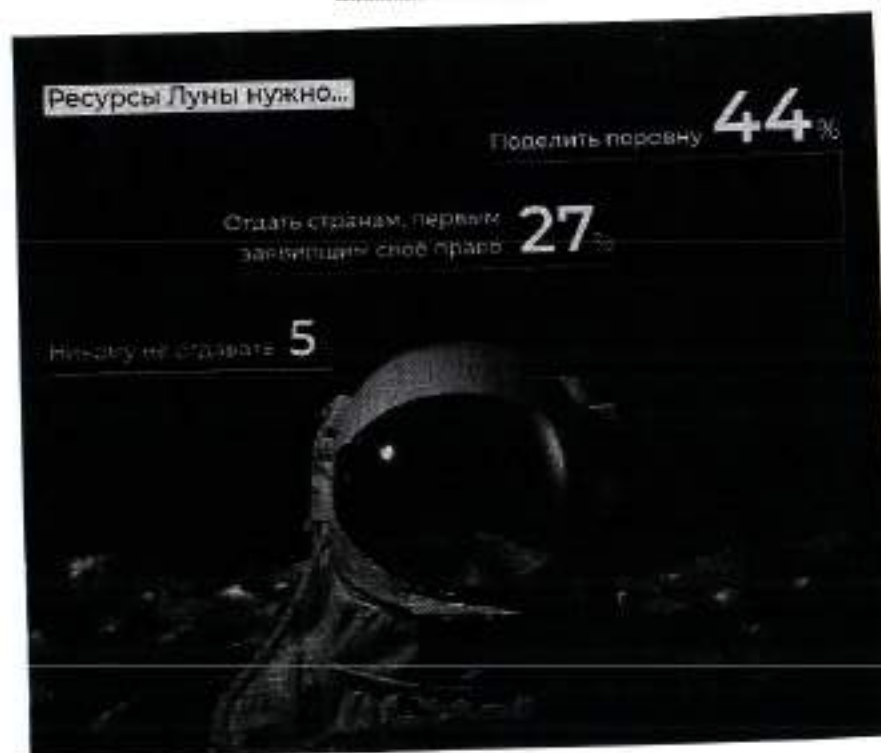 Ресурсы Луны нужно...
Поделить поровну 44%
Отдать странам, первым
заявившим своё право 27%
Никому не отдавать 5